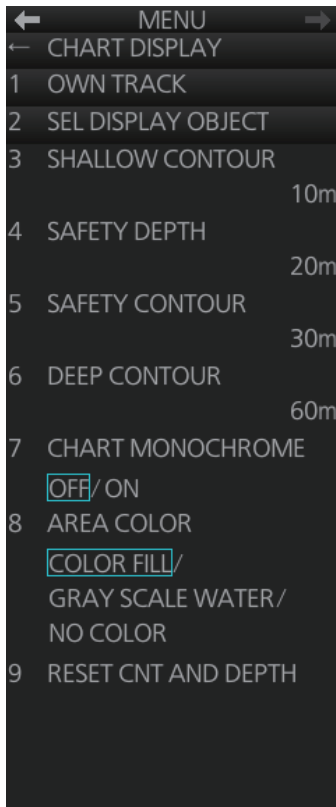 ← MENU →
← CHART DISPLAY
1 OWN TRACK
2 SEL DISPLAY OBJECT
3 SHALLOW CONTOUR
10m
4 SAFETY DEPTH
20m
5 SAFETY CONTOUR
30m
6 DEEP CONTOUR
60m
7 CHART MONOCHROME
OFF/ON
8 AREA COLOR
COLOR FILL/
GRAY SCALE WATER/
NO COLOR
9 RESET CNT AND DEPTH